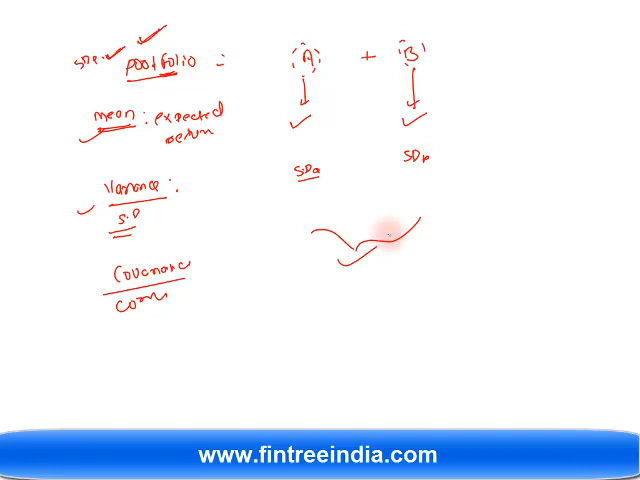 portfolio = A + B
mean : expected
return
SDa
SDb
Variance :
S.D
Covariance
corr
www.fintreeindia.com